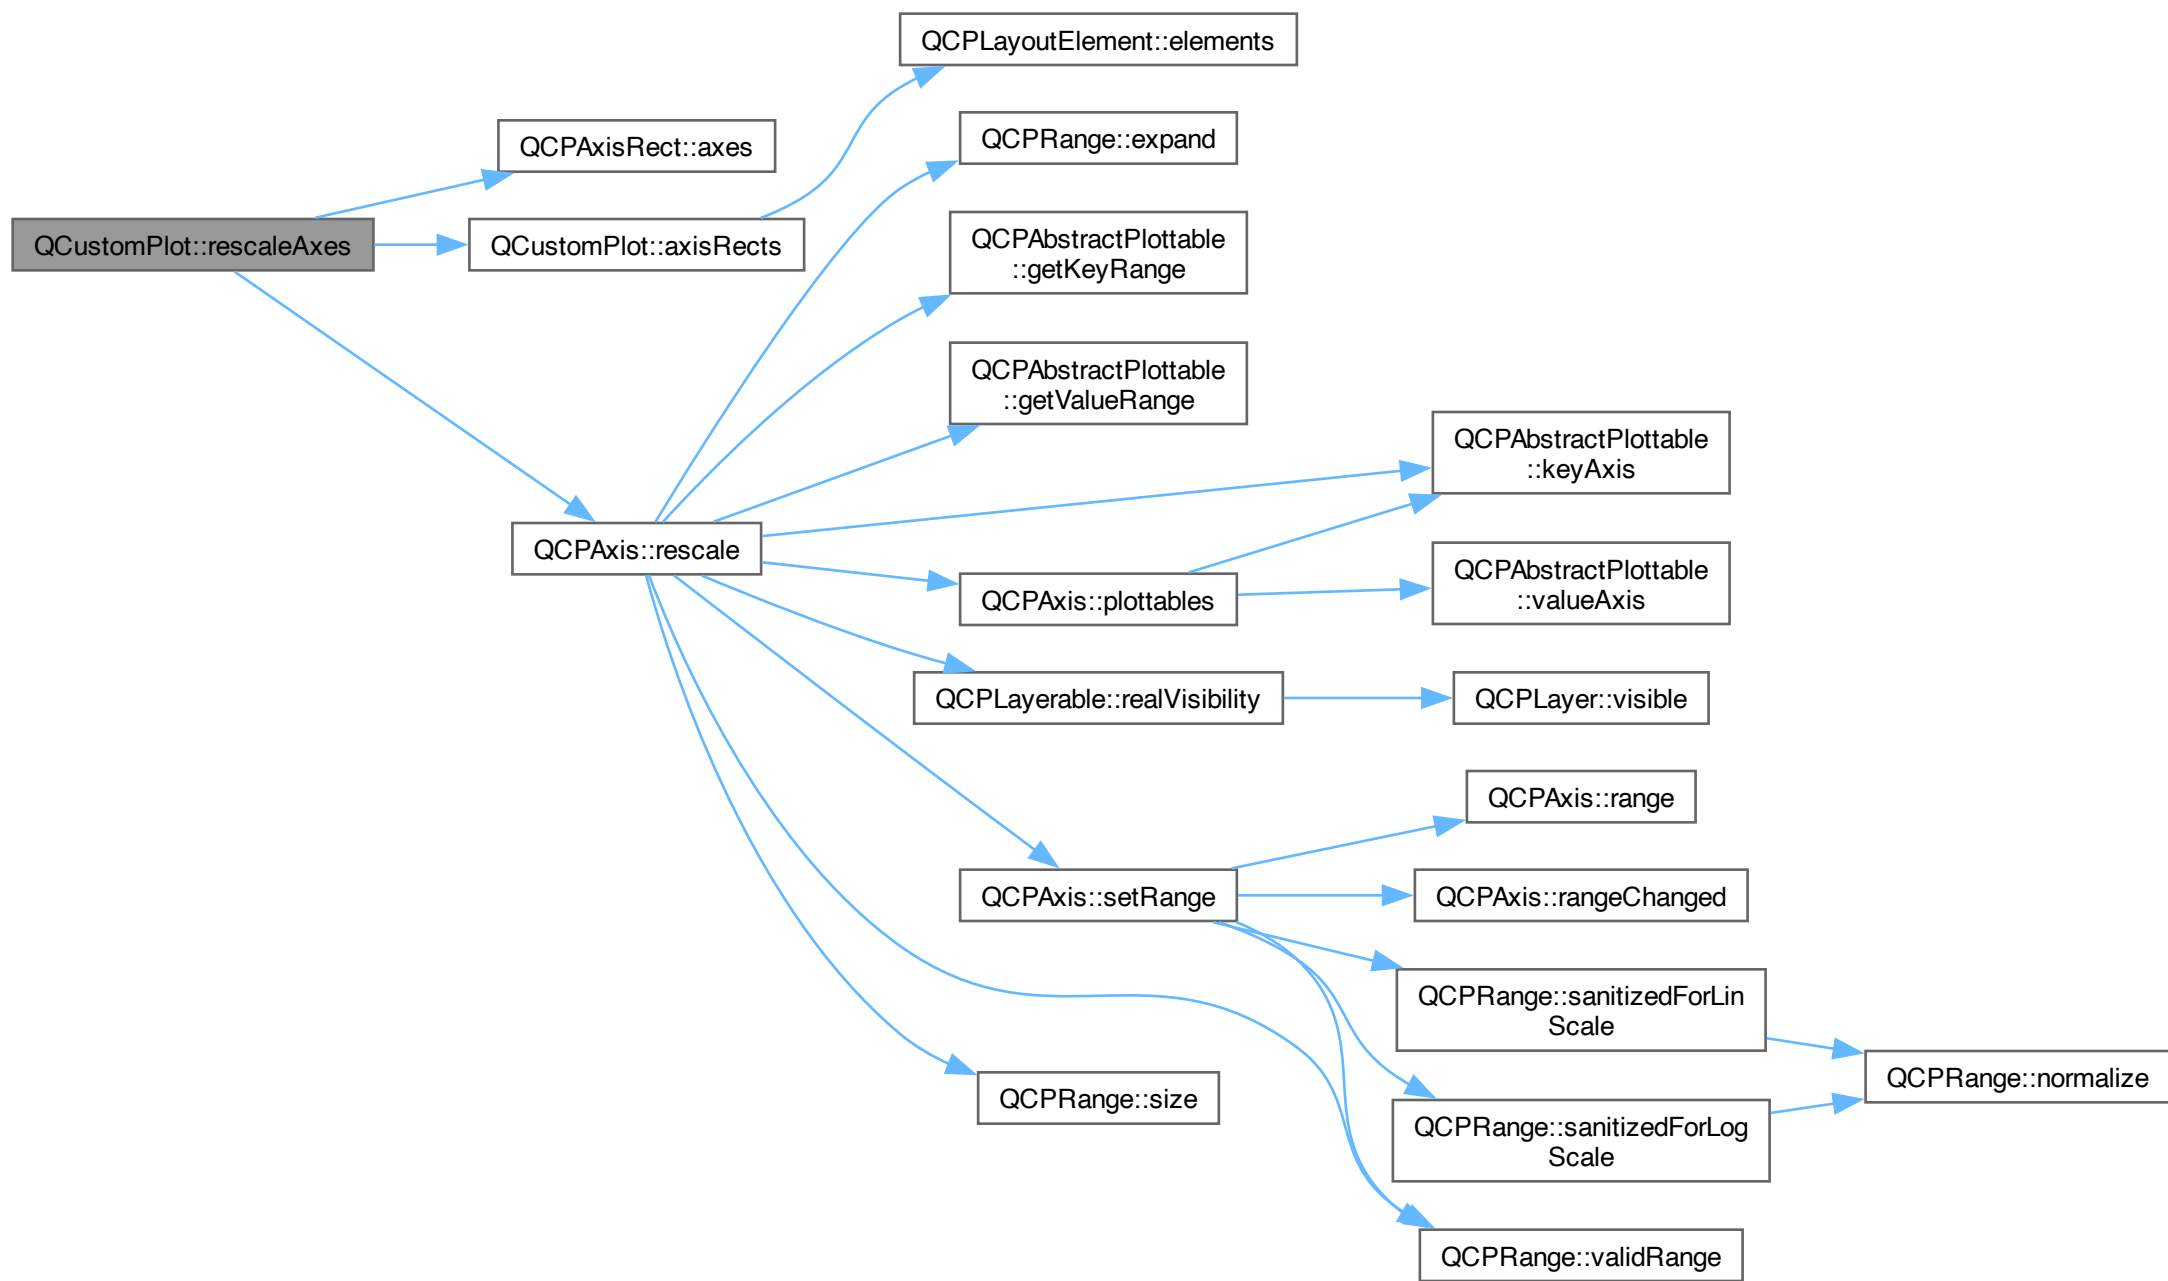 QCustomPlot::rescaleAxes
QCPAxisRect::axes
QCustomPlot::axisRects
QCPLayoutElement::elements
QCPAxis::rescale
QCPRange::expand
QCPAbstractPlottable
::getKeyRange
QCPAbstractPlottable
::getValueRange
QCPAbstractPlottable
::keyAxis
QCPAxis::plottables
QCPAbstractPlottable
::valueAxis
QCPLayerable::realVisibility
QCPLayer::visible
QCPAxis::setRange
QCPAxis::range
QCPAxis::rangeChanged
QCPRange::sanitizedForLin
Scale
QCPRange::normalize
QCPRange::sanitizedForLog
Scale
QCPRange::validRange
QCPRange::size